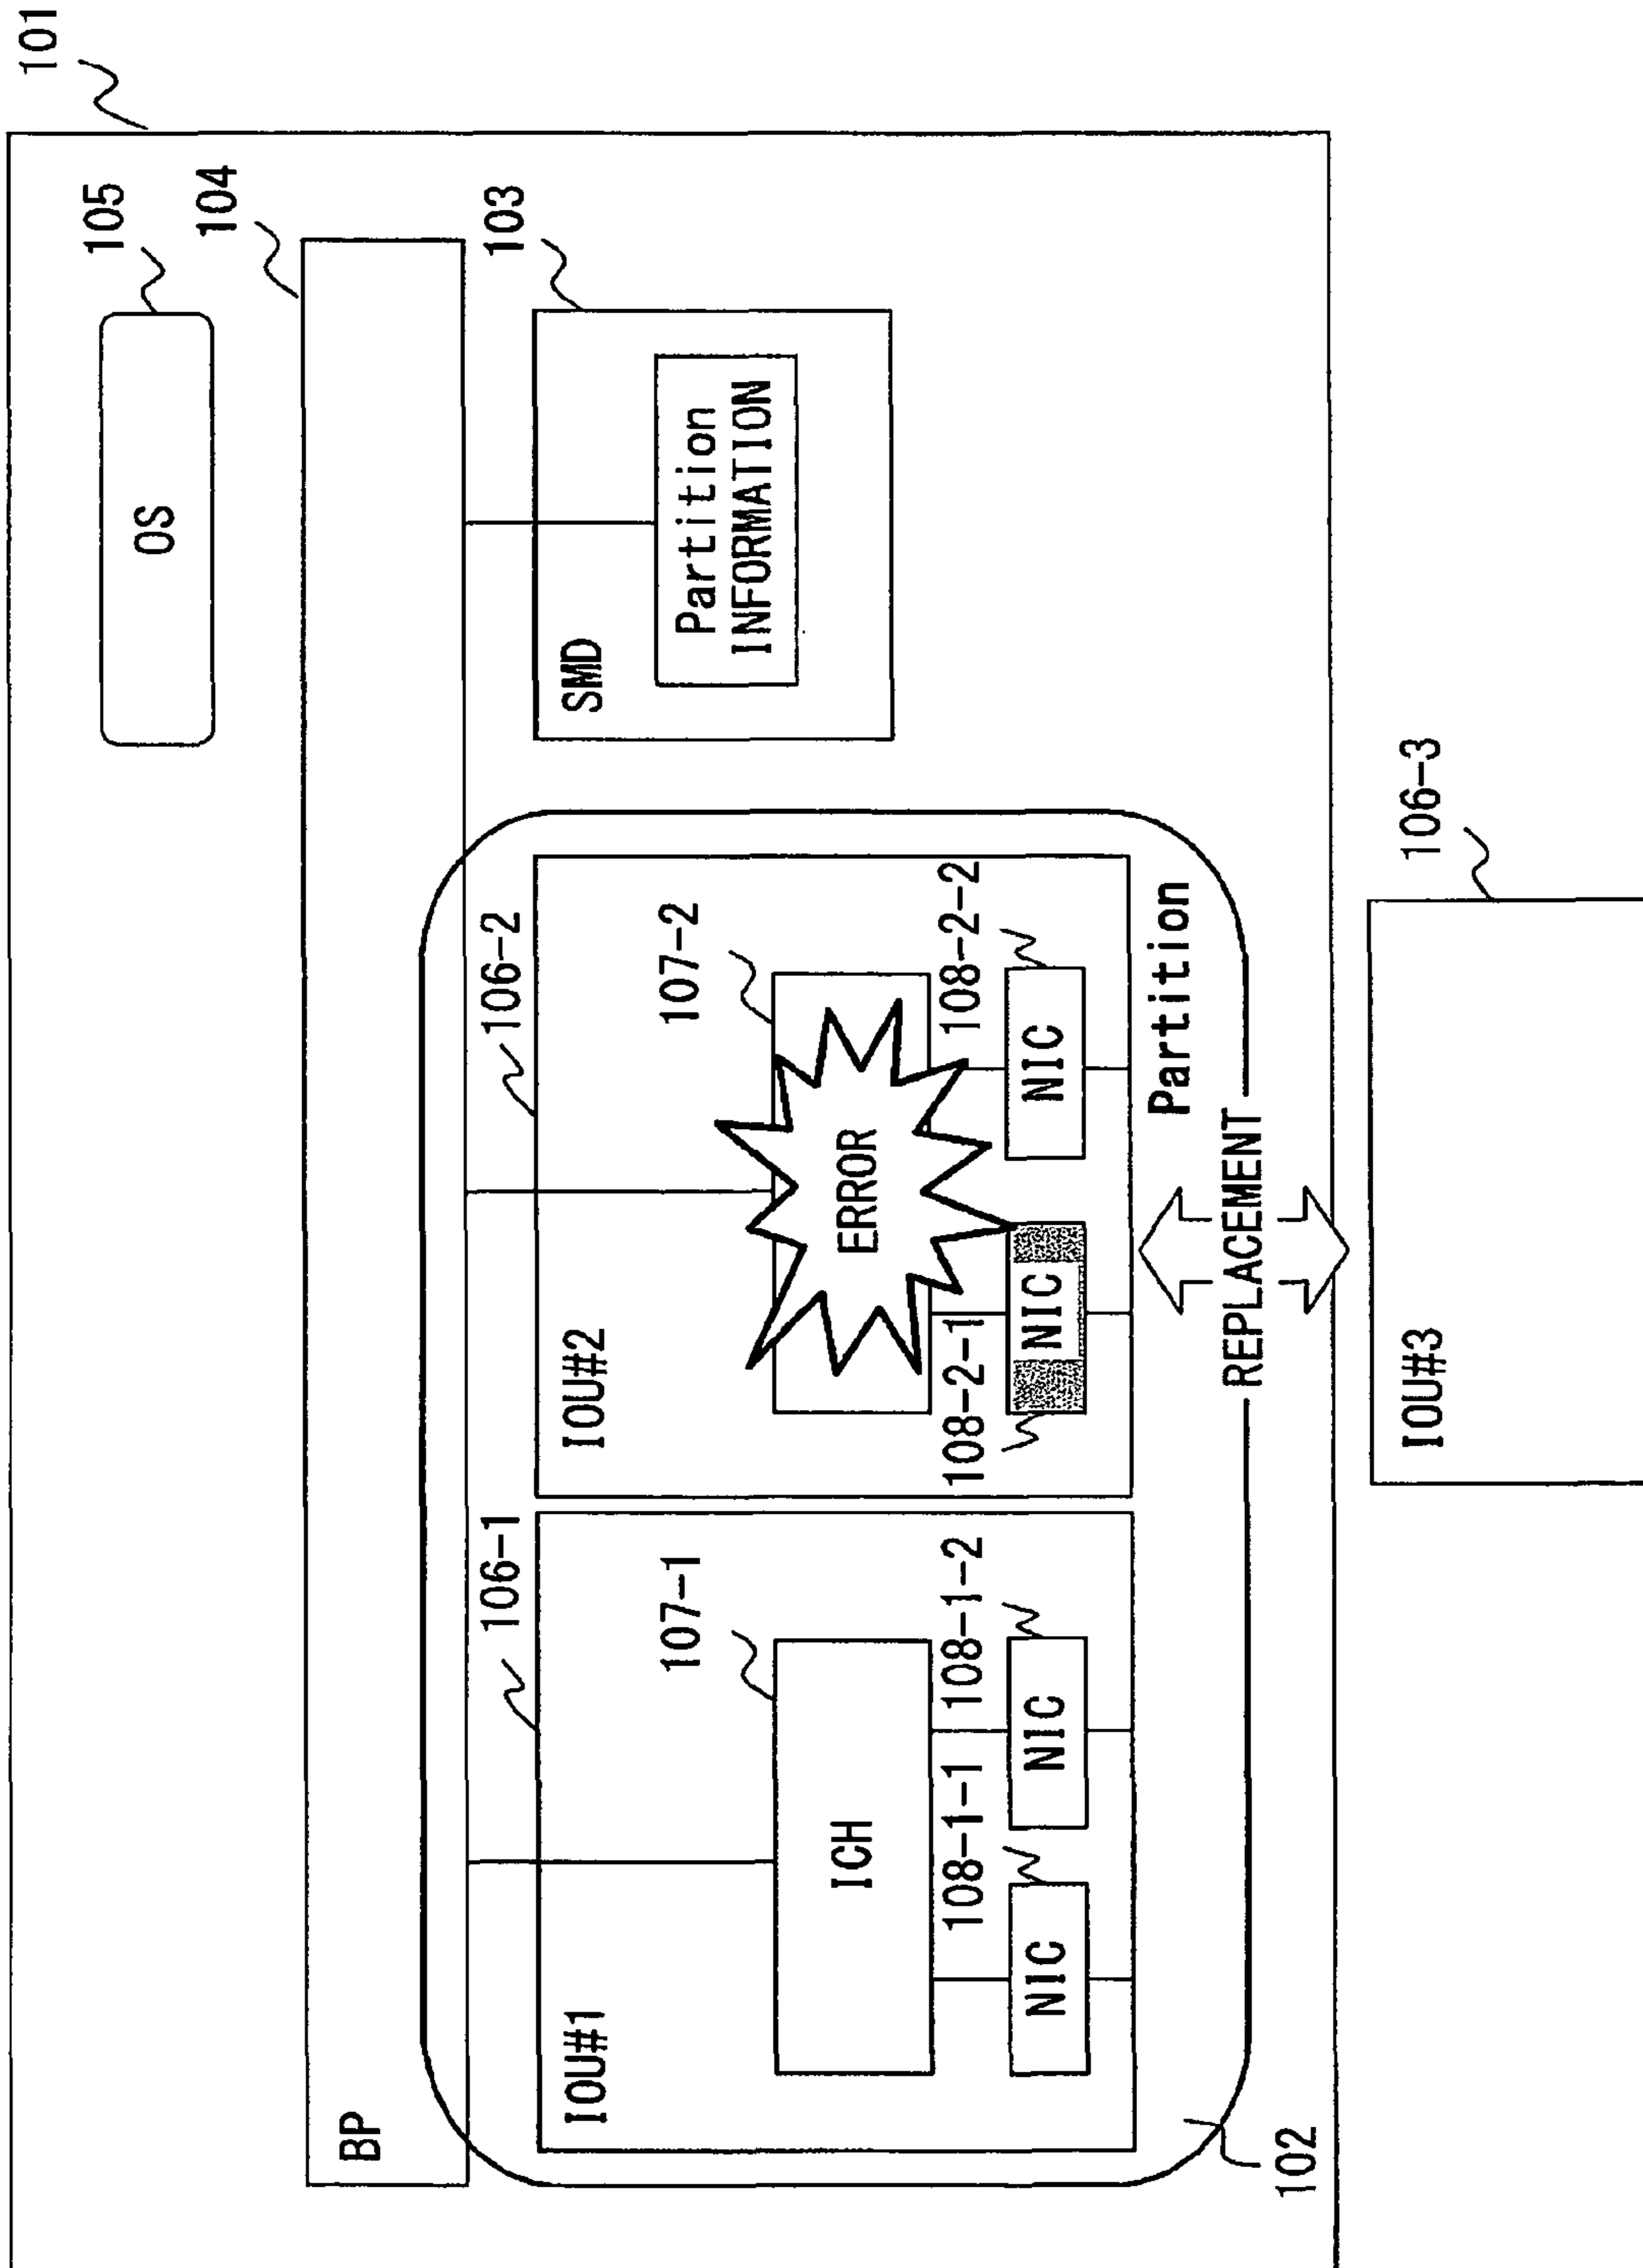 101
105
OS
104
BP
103
SMD
Partition
INFORMATION
106-1
IOU#1
107-1
ICH
108-1-1
NIC
108-1-2
NIC
106-2
IOU#2
107-2
ERROR
108-2-1
NIC
108-2-2
NIC
Partition
REPLACEMENT
102
106-3
IOU#3